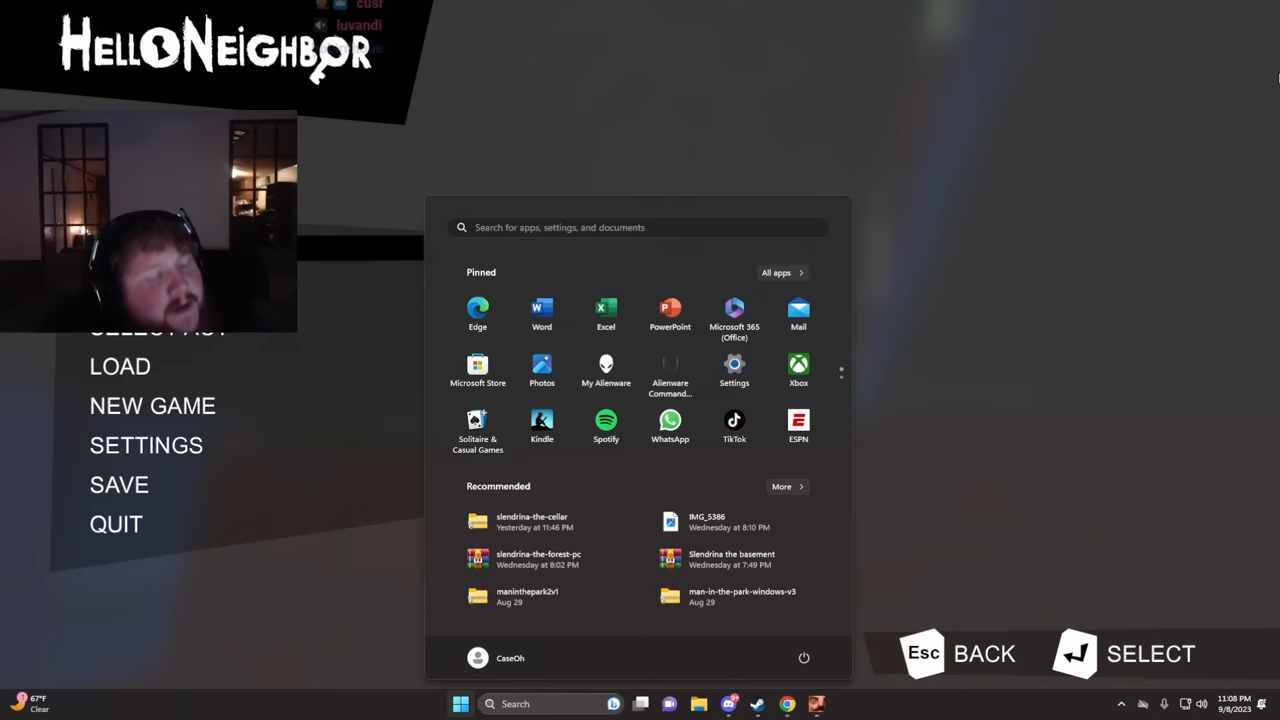 HELLO NEIGHBOR
cusr
luvandl
LOAD
NEW GAME
SETTINGS
SAVE
QUIT
Search for apps, settings, and documents
Pinned
All apps
Edge
Word
Excel
PowerPoint
Microsoft 365
(Office)
Mail
Microsoft Store
Photos
My Alienware
Alienware
Command...
Settings
Xbox
Solitaire &
Casual Games
Kindle
Spotify
WhatsApp
TikTok
ESPN
Recommended
More
slendrina-the-cellar
Yesterday at 11:46 PM
IMG_5386
Wednesday at 8:10 PM
slendrina-the-forest-pc
Wednesday at 8:02 PM
Slendrina the basement
Wednesday at 7:49 PM
maninthepark2v1
Aug 29
man-in-the-park-windows-v3
Aug 29
CaseOh
Esc BACK
SELECT
1
67°F
Clear
Search
11:08 PM
9/8/2023